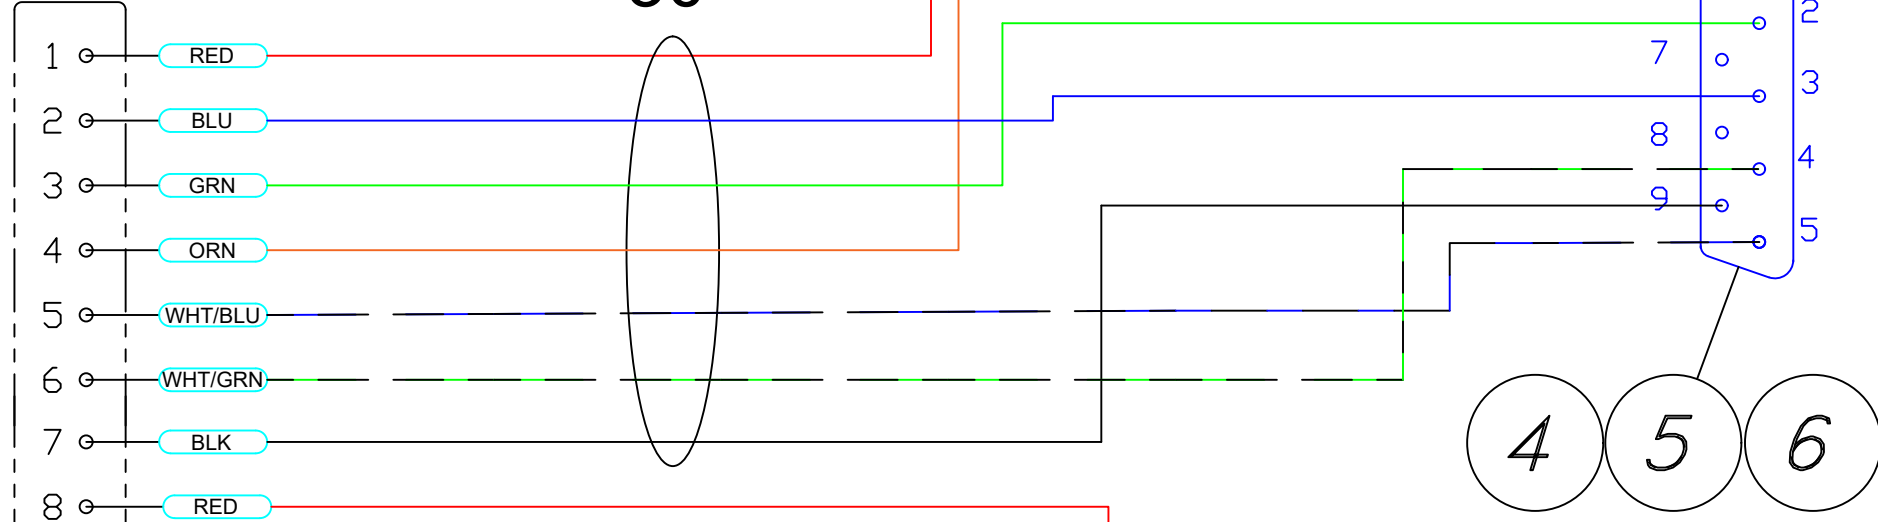 1 RED
2 BLU
3 GRN
4 ORN
5 WHT/BLU
6 WHT/GRN
7 BLK
8 RED
2
7
3
8
4
9
5
4 5 6